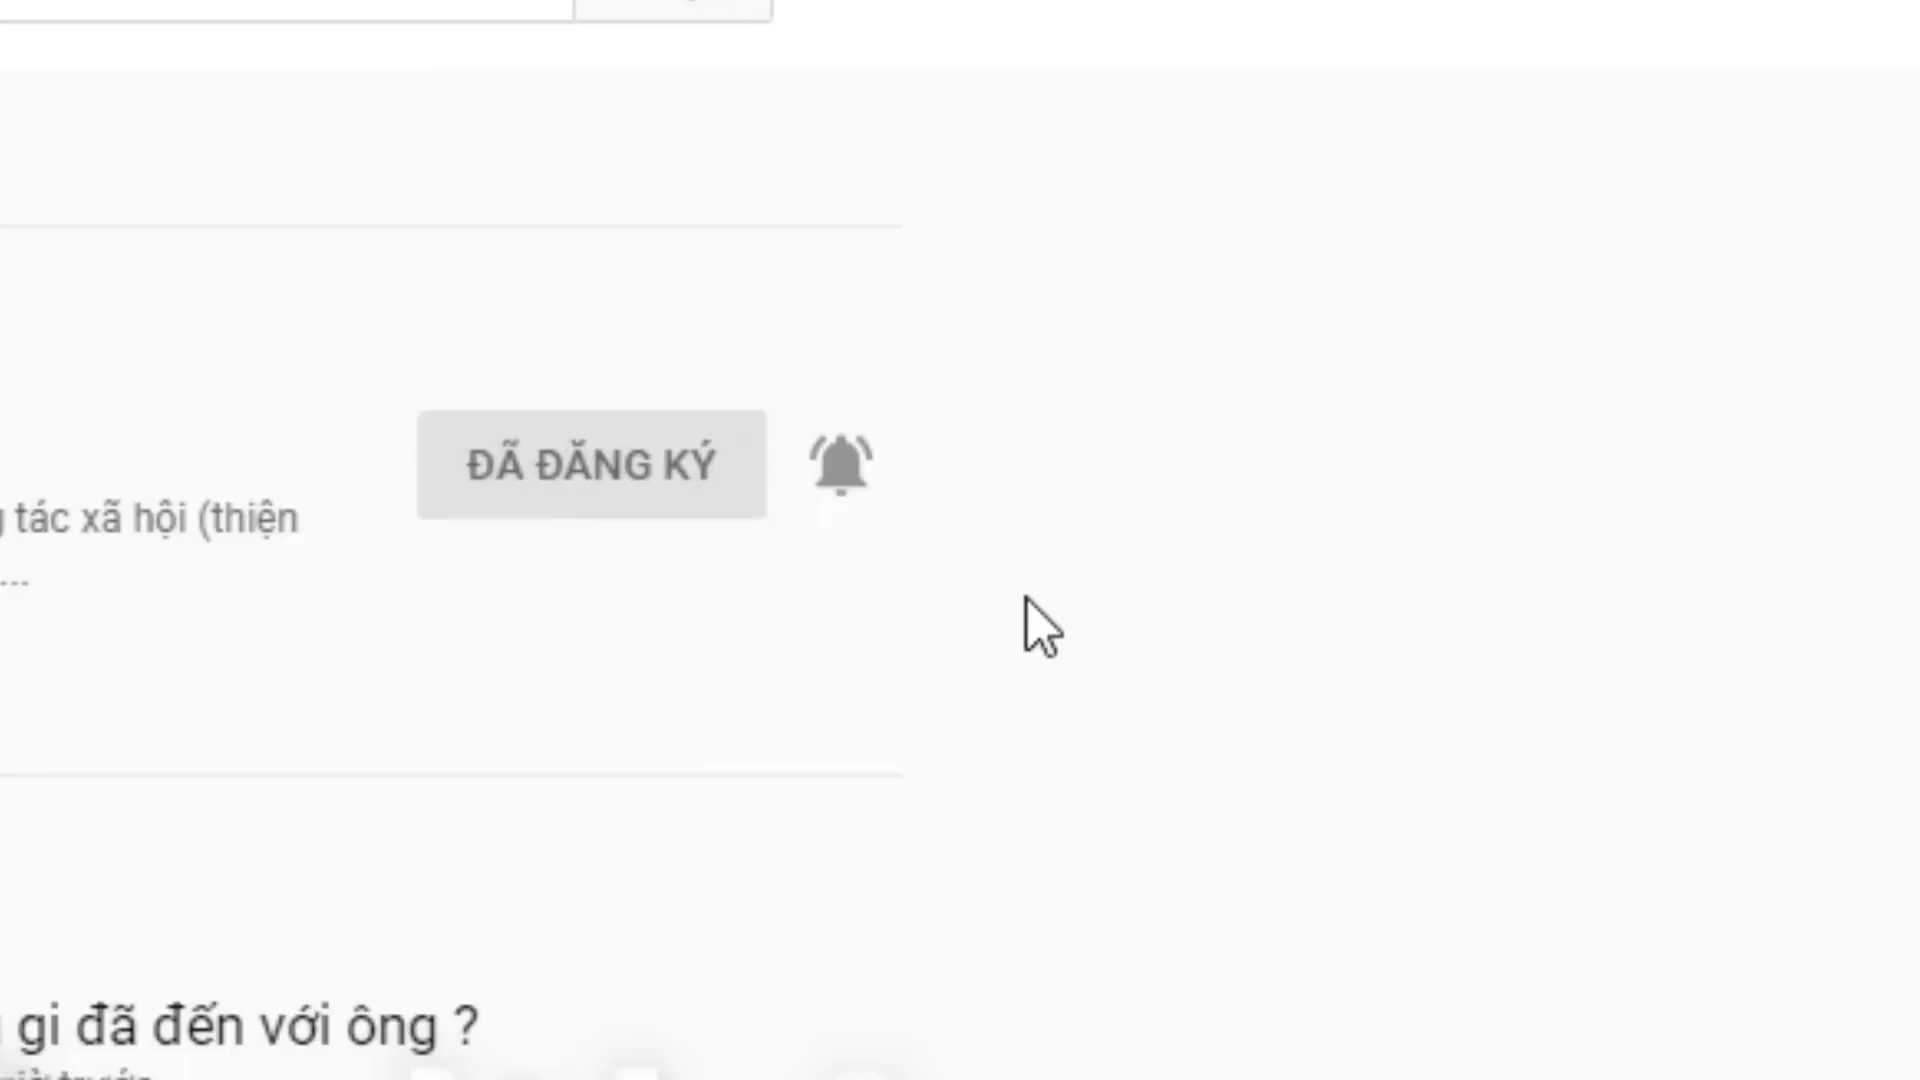 ĐÃ ĐĂNG KÝ
tác xã hội (thiện
...
gi đã đến với ông ?